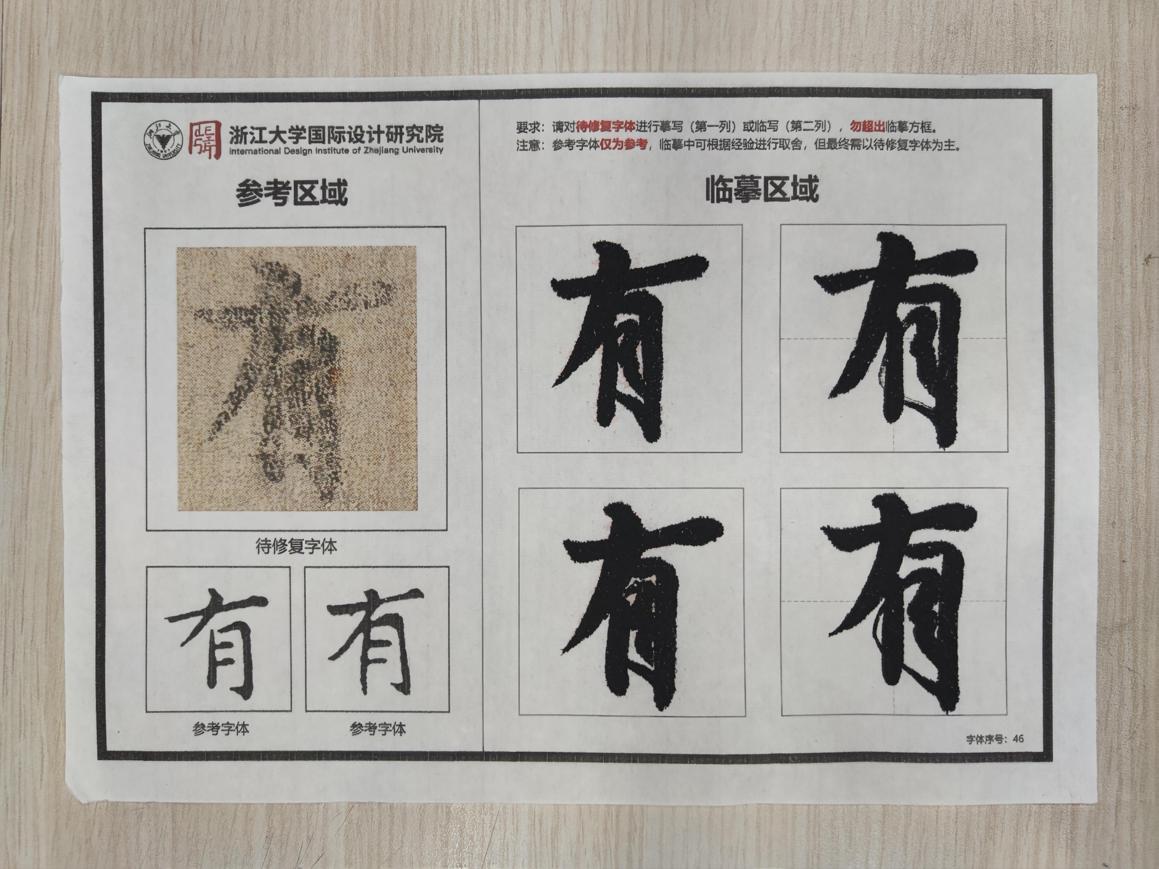 浙江大学国际设计研究院
International Design Institute of Zhejiang University
参考区域
有
待修复字体
有
有
参考字体
参考字体
要求：请对待修复字体进行摹写（第一列）或临写（第二列），勿超出临摹方框。
注意：参考字体仅为参考，临摹中可根据经验进行取舍，但最终需以待修复字体为主。
临摹区域
有
有
有
有
字体序号：46